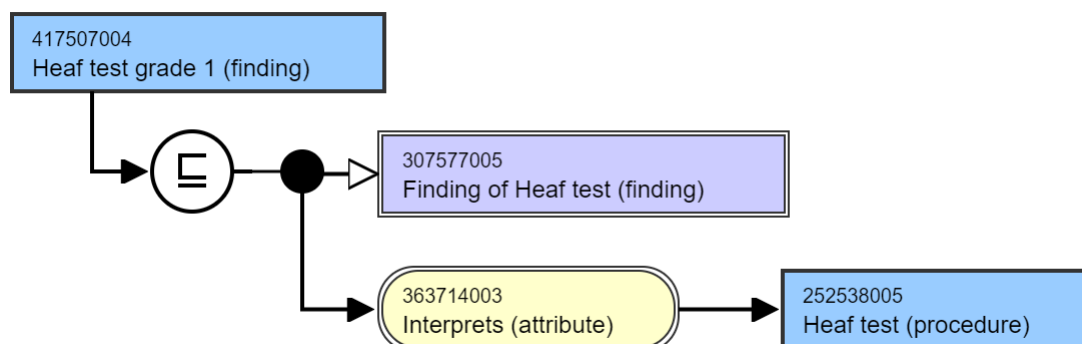 417507004
Heaf test grade 1 (finding)
⊑
307577005
Finding of Heaf test (finding)
363714003
Interprets (attribute)
252538005
Heaf test (procedure)